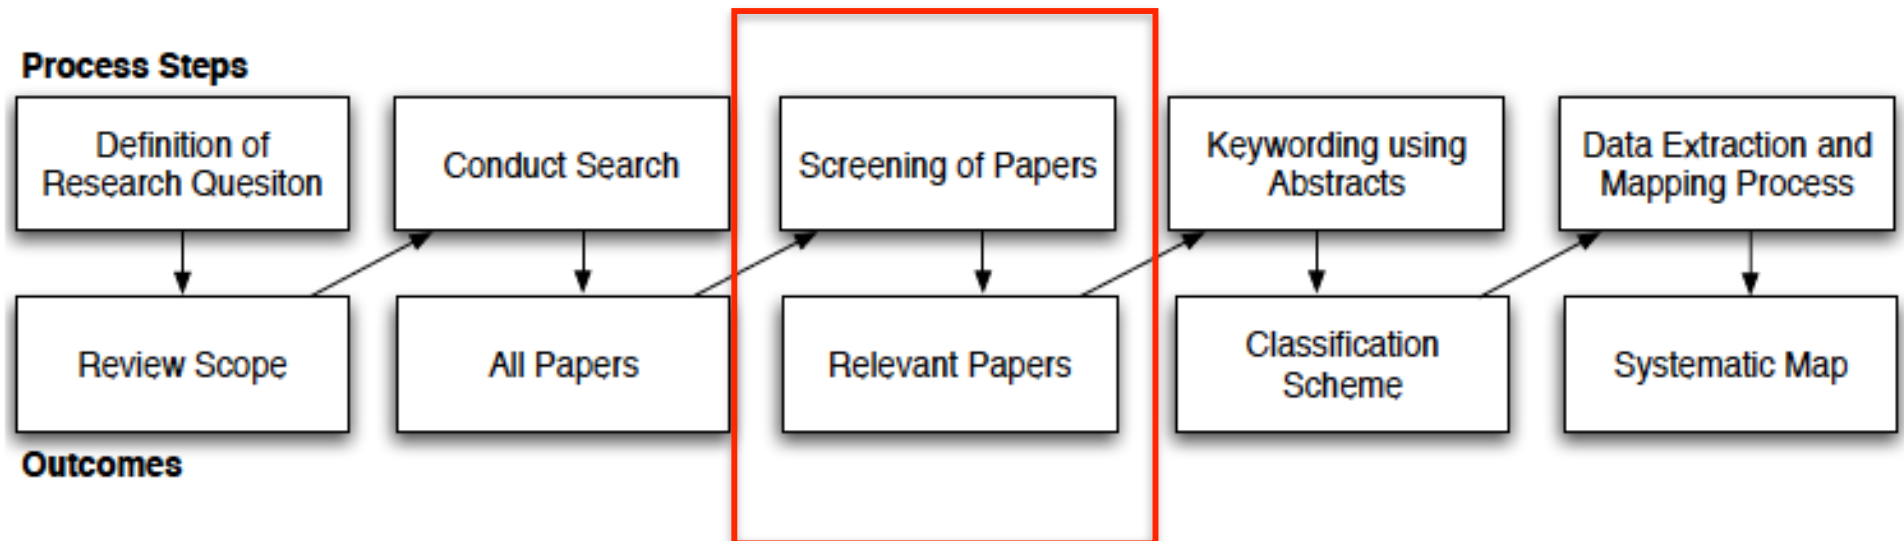 Process Steps
Definition of
Research Quesiton
Conduct Search
Screening of Papers
Keywording using
Abstracts
Data Extraction and
Mapping Process
Review Scope
All Papers
Relevant Papers
Classification
Scheme
Systematic Map
Outcomes